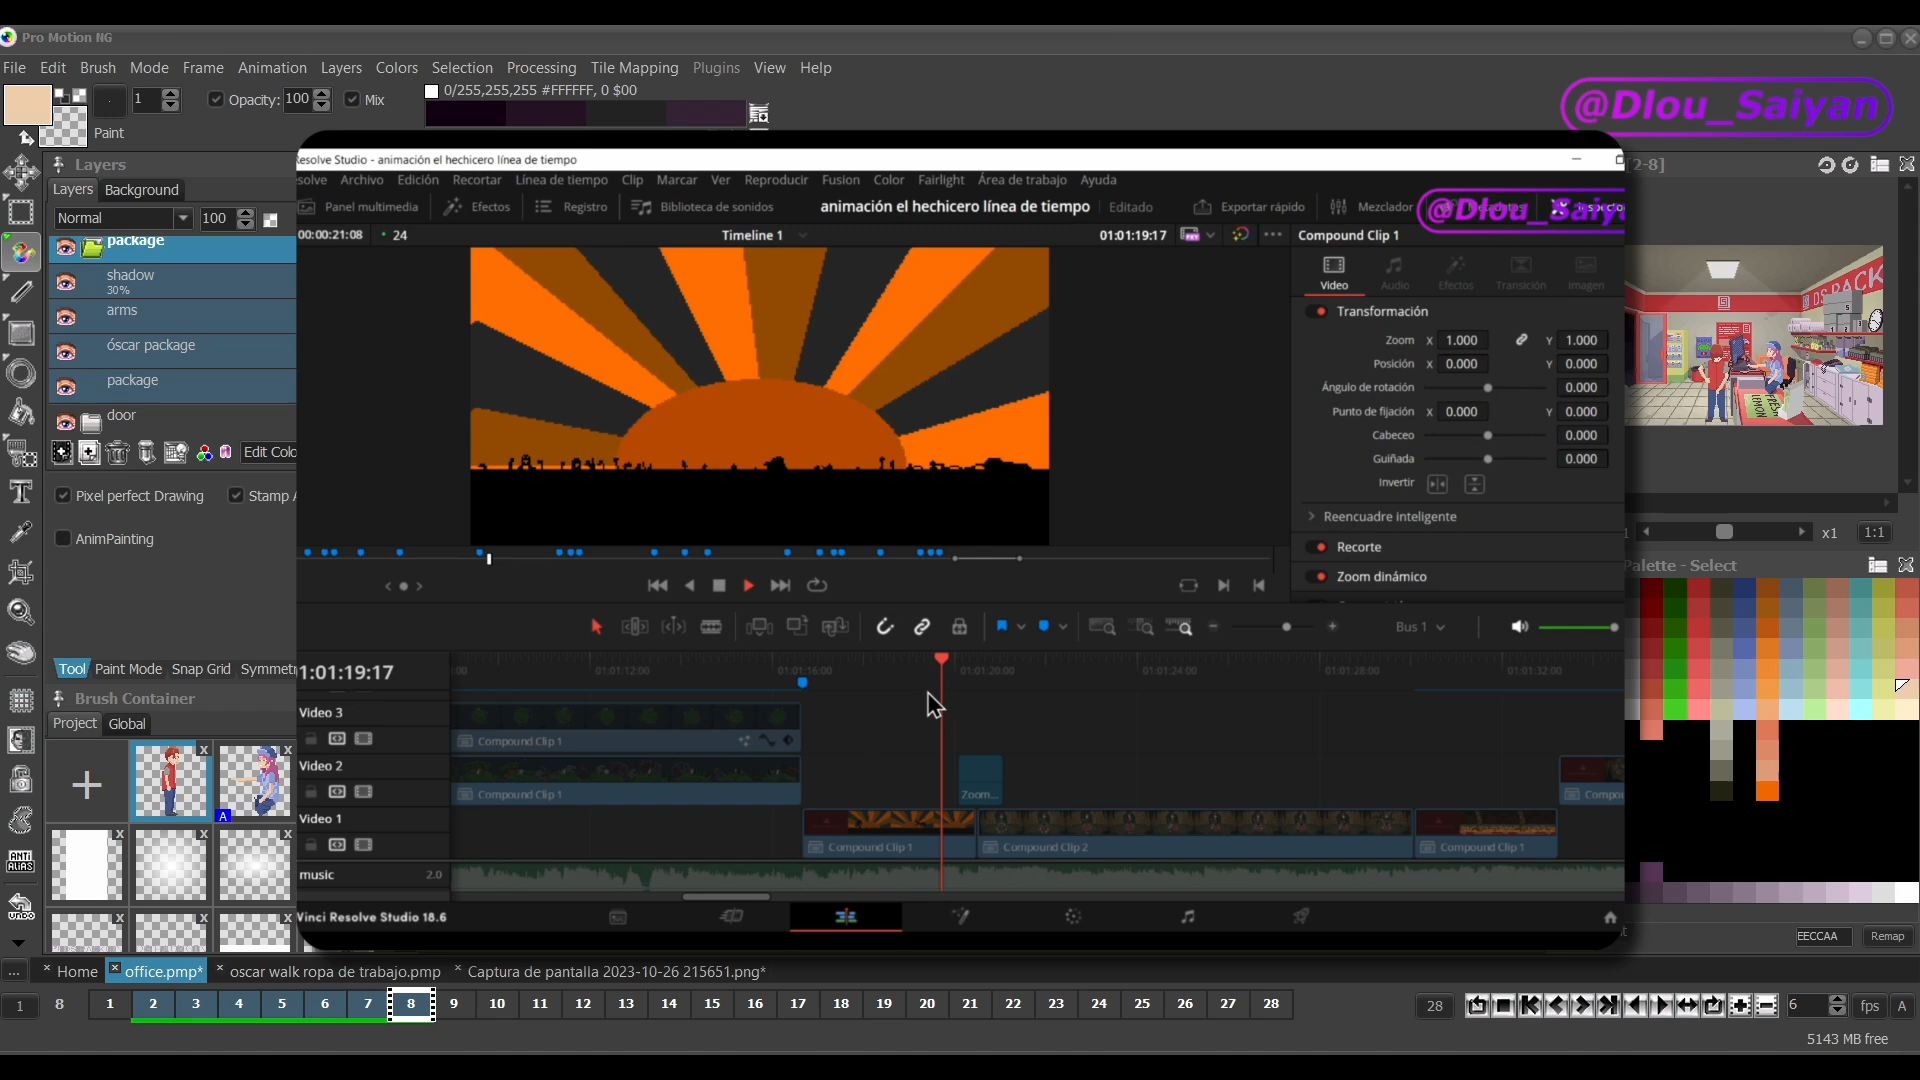 Pro Motion NG
File Edit Brush Mode Frame Animation Layers Colors Selection Processing Tile Mapping Plugins View Help
1 Opacity: 100 Mix 0/255,255,255 #FFFFFF, 0 $00
Paint
@Dlou_Saiyan
Layers
Layers Background
Normal 100
package
shadow
30%
arms
óscar package
package
door
Edit Colo
Pixel perfect Drawing Stamp A
AnimPainting
Tool Paint Mode Snap Grid Symmetr
Brush Container
Project Global
A
ANTI
ALIAS
UNDO
Resolve Studio - animación el hechicero línea de tiempo
solve Archivo Edición Recortar Línea de tiempo Clip Marcar Ver Reproducir Fusion Color Fairlight Área de trabajo Ayuda
Panel multimedia Efectos Registro Biblioteca de sonidos animación el hechicero línea de tiempo Editado Exportar rápido Mezclador
@Dlou_Saiy
00:00:21:08 24 Timeline 1 01:01:19:17 Compound Clip 1
Video Audio Efectos Transición Imagen
Transformación
Zoom X 1.000 Y 1.000
Posición X 0.000 Y 0.000
Ángulo de rotación 0.000
Punto de fijación X 0.000 Y 0.000
Cabeceo 0.000
Guiñada 0.000
Invertir
Reencuadre inteligente
Recorte
Zoom dinámico
Bus 1
1:01:19:17
:00 01:01:12:00 01:01:16:00 01:01:20:00 01:01:24:00 01:01:28:00 01:01:32:00
Video 3
Compound Clip 1
Video 2
Compound Clip 1
Zoom...
Compou
Video 1
Compound Clip 1 Compound Clip 2 Compound Clip 1
music 2.0
Vinci Resolve Studio 18.6
[2-8]
DS PACK
FRESH
LEMON
x1 1:1
Palette - Select
EECCAA Remap
... Home office.pmp* oscar walk ropa de trabajo.pmp Captura de pantalla 2023-10-26 215651.png*
1 8 1 2 3 4 5 6 7 8 9 10 11 12 13 14 15 16 17 18 19 20 21 22 23 24 25 26 27 28 28 6 fps A
5143 MB free